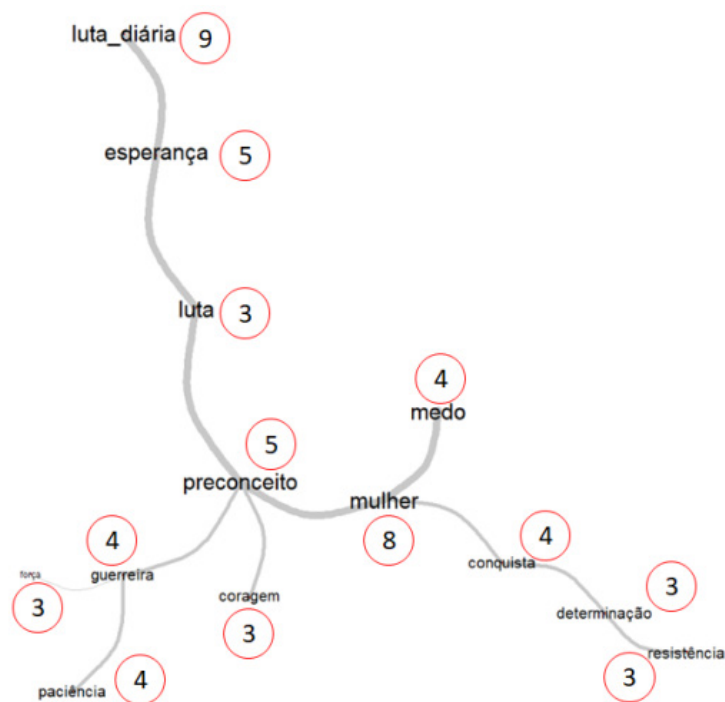 luta_diária 9
esperança 5
luta 3
4
medo
5
preconceito
mulher
8
4
guerreira
força
3
coragem
3
paciência 4
4
conquista
3
determinação
resistência
3